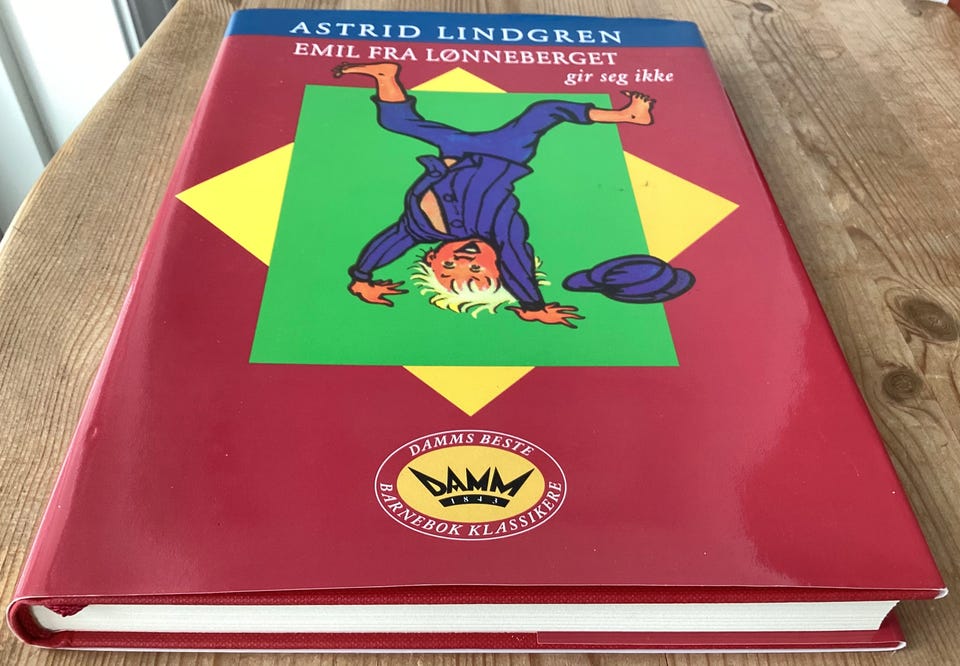 ASTRID LINDGREN
EMIL FRA LØNNEBERGET
gir seg ikke
DAMMS BESTE
DAMM
1843
BARNEBOK KLASSIKERE